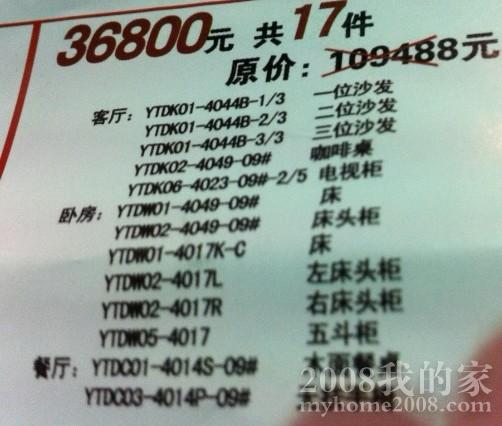 36800元 共17件
原价：109488元
客厅：YTDK01-4044B-1/3 一位沙发
YTDK01-4044B-2/3 二位沙发
YTDK01-4044B-3/3 三位沙发
YTDK02-4049-09# 咖啡桌
YTDK06-4023-09#-2/5 电视柜
卧房：YTDW01-4049-09# 床
YTDW02-4049-09# 床头柜
YTDW01-4017K-C 床
YTDW02-4017L 左床头柜
YTDW02-4017R 右床头柜
YTDW05-4017 五斗柜
餐厅：YTDC01-4014S-09# 木面餐桌
YTDC03-4014P-09#
2008我的家
myhome2008.com